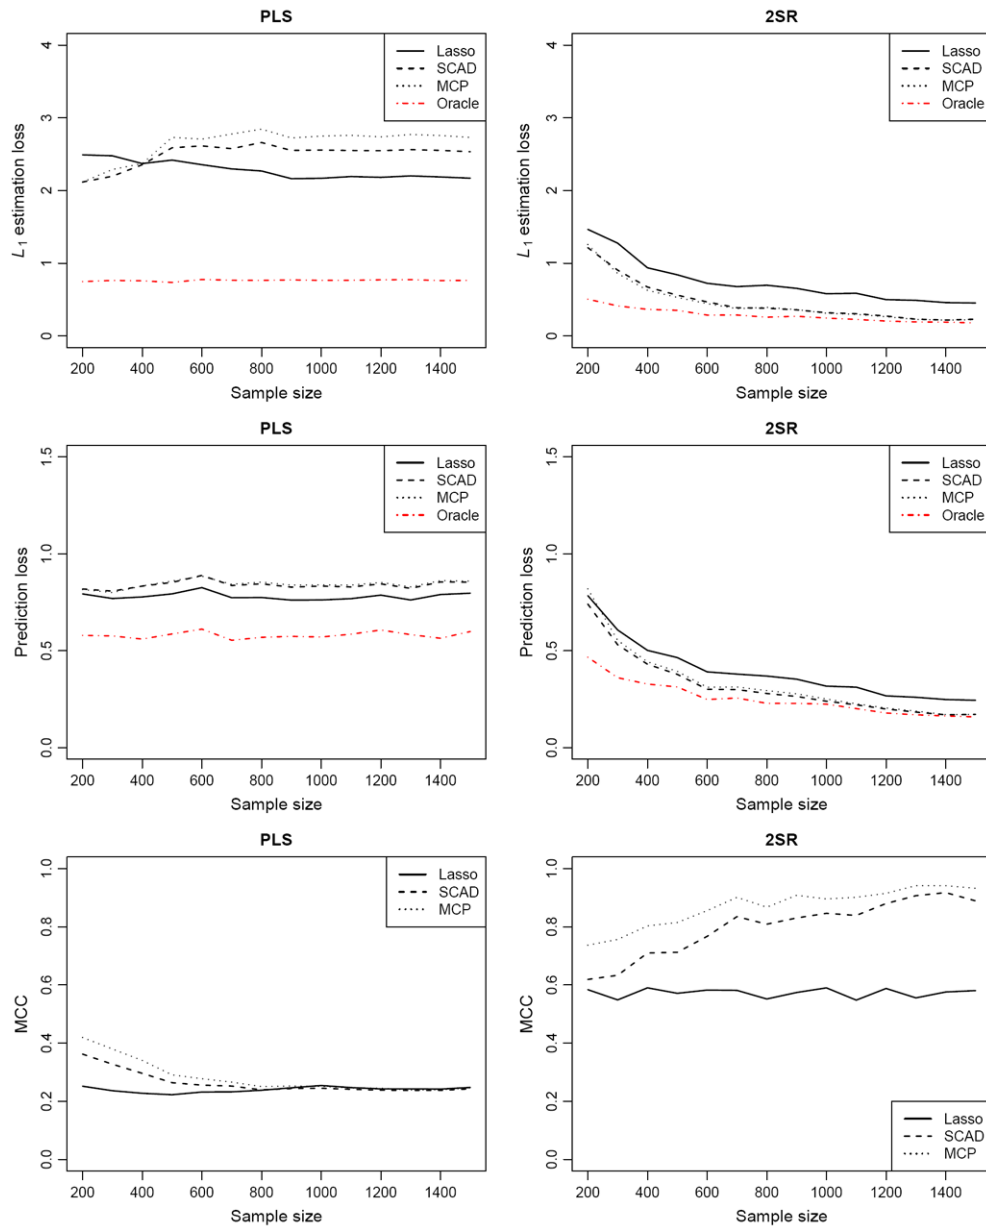 PLS
4
3
2
1
0
L1 estimation loss
Lasso
SCAD
MCP
Oracle
200 400 600 800 1000 1200 1400
Sample size
2SR
4
3
2
1
0
L1 estimation loss
Lasso
SCAD
MCP
Oracle
200 400 600 800 1000 1200 1400
Sample size
PLS
1.5
1.0
0.5
0.0
Prediction loss
Lasso
SCAD
MCP
Oracle
200 400 600 800 1000 1200 1400
Sample size
2SR
1.5
1.0
0.5
0.0
Prediction loss
Lasso
SCAD
MCP
Oracle
200 400 600 800 1000 1200 1400
Sample size
PLS
1.0
0.8
0.6
0.4
0.2
0.0
MCC
Lasso
SCAD
MCP
200 400 600 800 1000 1200 1400
Sample size
2SR
1.0
0.8
0.6
0.4
0.2
0.0
MCC
Lasso
SCAD
MCP
200 400 600 800 1000 1200 1400
Sample size